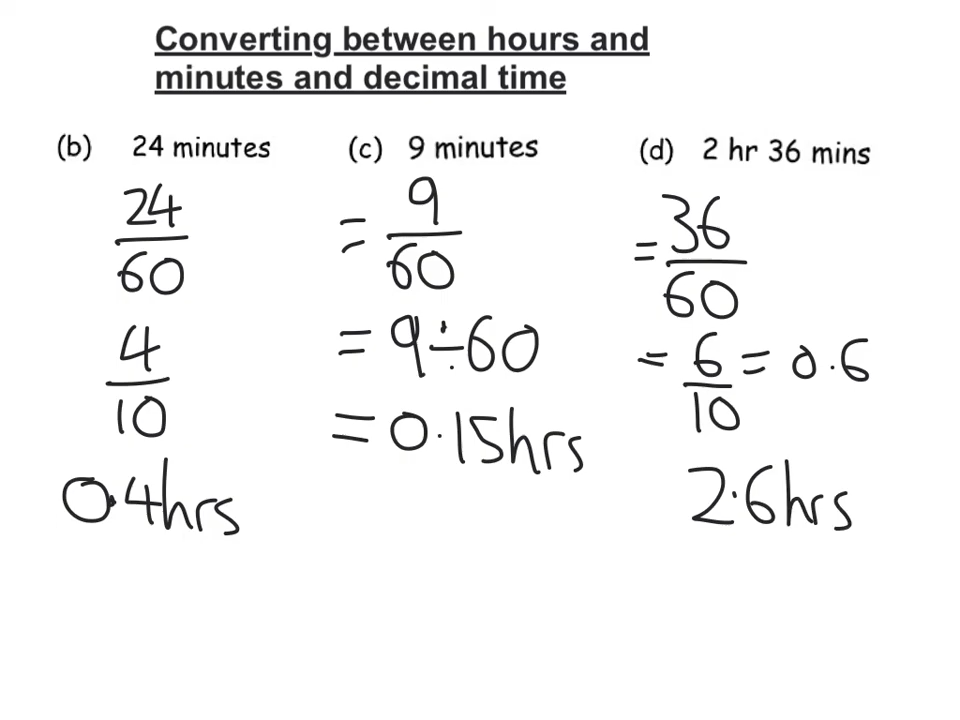 Converting between hours and
minutes and decimal time
(b) 24 minutes
24
60
4
10
0.4hrs
(c) 9 minutes
= 9
60
= 9÷60
= 0.15hrs
(d) 2 hr 36 mins
= 36
60
= 6 = 0.6
10
2.6hrs